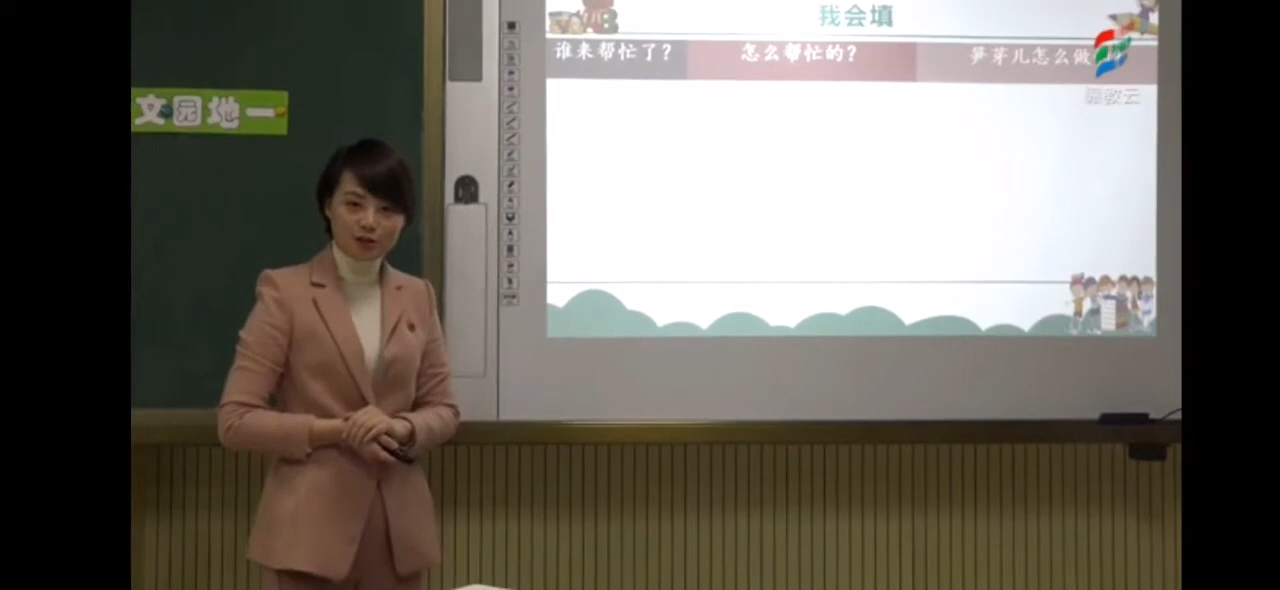 我会填
谁来帮忙了？
怎么帮忙的？
笋芽儿怎么做
文园地一
教云